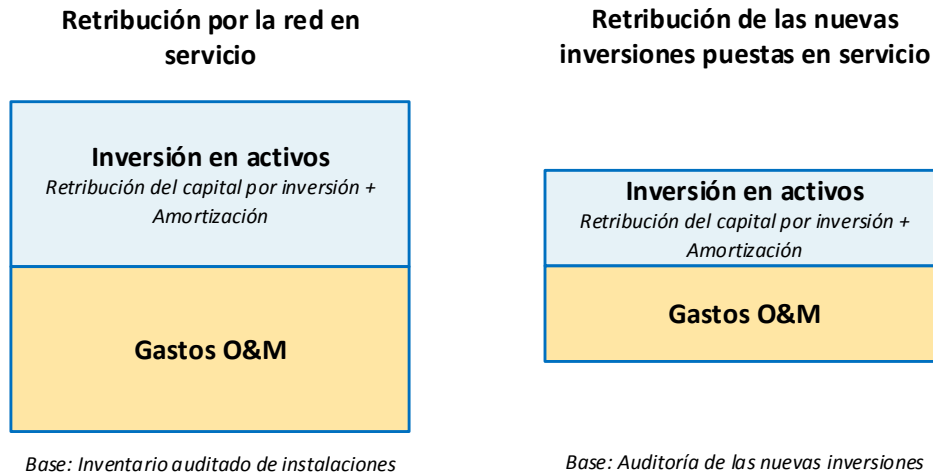 Retribución por la red en
servicio
Inversión en activos
Retribución del capital por inversión +
Amortización
Gastos O&M
Base: Inventario auditado de instalaciones
Retribución de las nuevas
inversiones puestas en servicio
Inversión en activos
Retribución del capital por inversión +
Amortización
Gastos O&M
Base: Auditoría de las nuevas inversiones